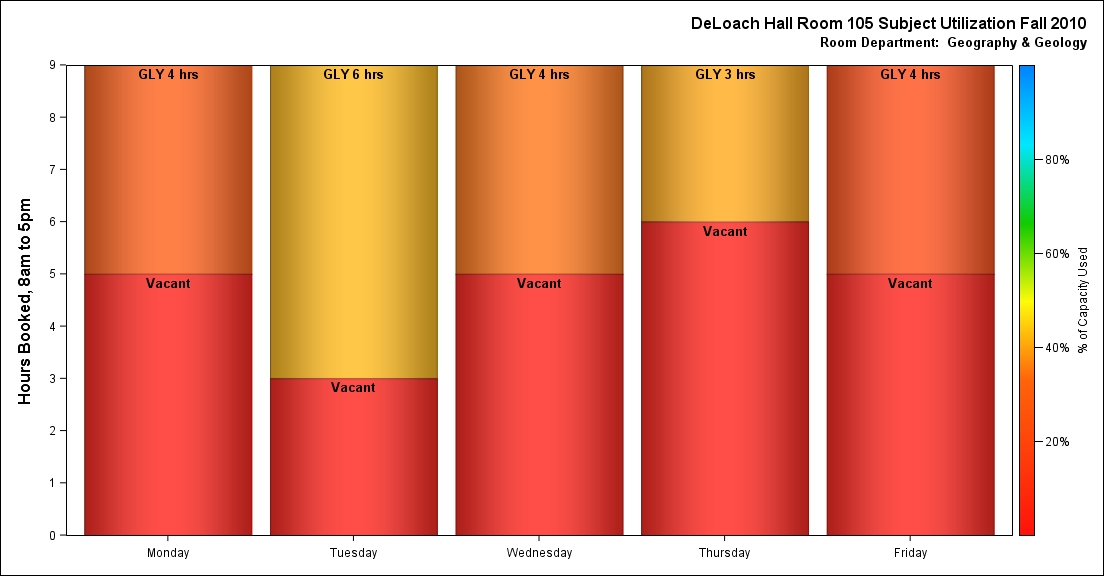 DeLoach Hall Room 105 Subject Utilization Fall 2010
Room Department: Geography & Geology
Hours Booked, 8am to 5pm
9
8
7
6
5
4
3
2
1
0
GLY 4 hrs
Vacant
GLY 6 hrs
Vacant
GLY 4 hrs
Vacant
GLY 3 hrs
Vacant
GLY 4 hrs
Vacant
Monday
Tuesday
Wednesday
Thursday
Friday
80%
60%
40%
20%
% of Capacity Used